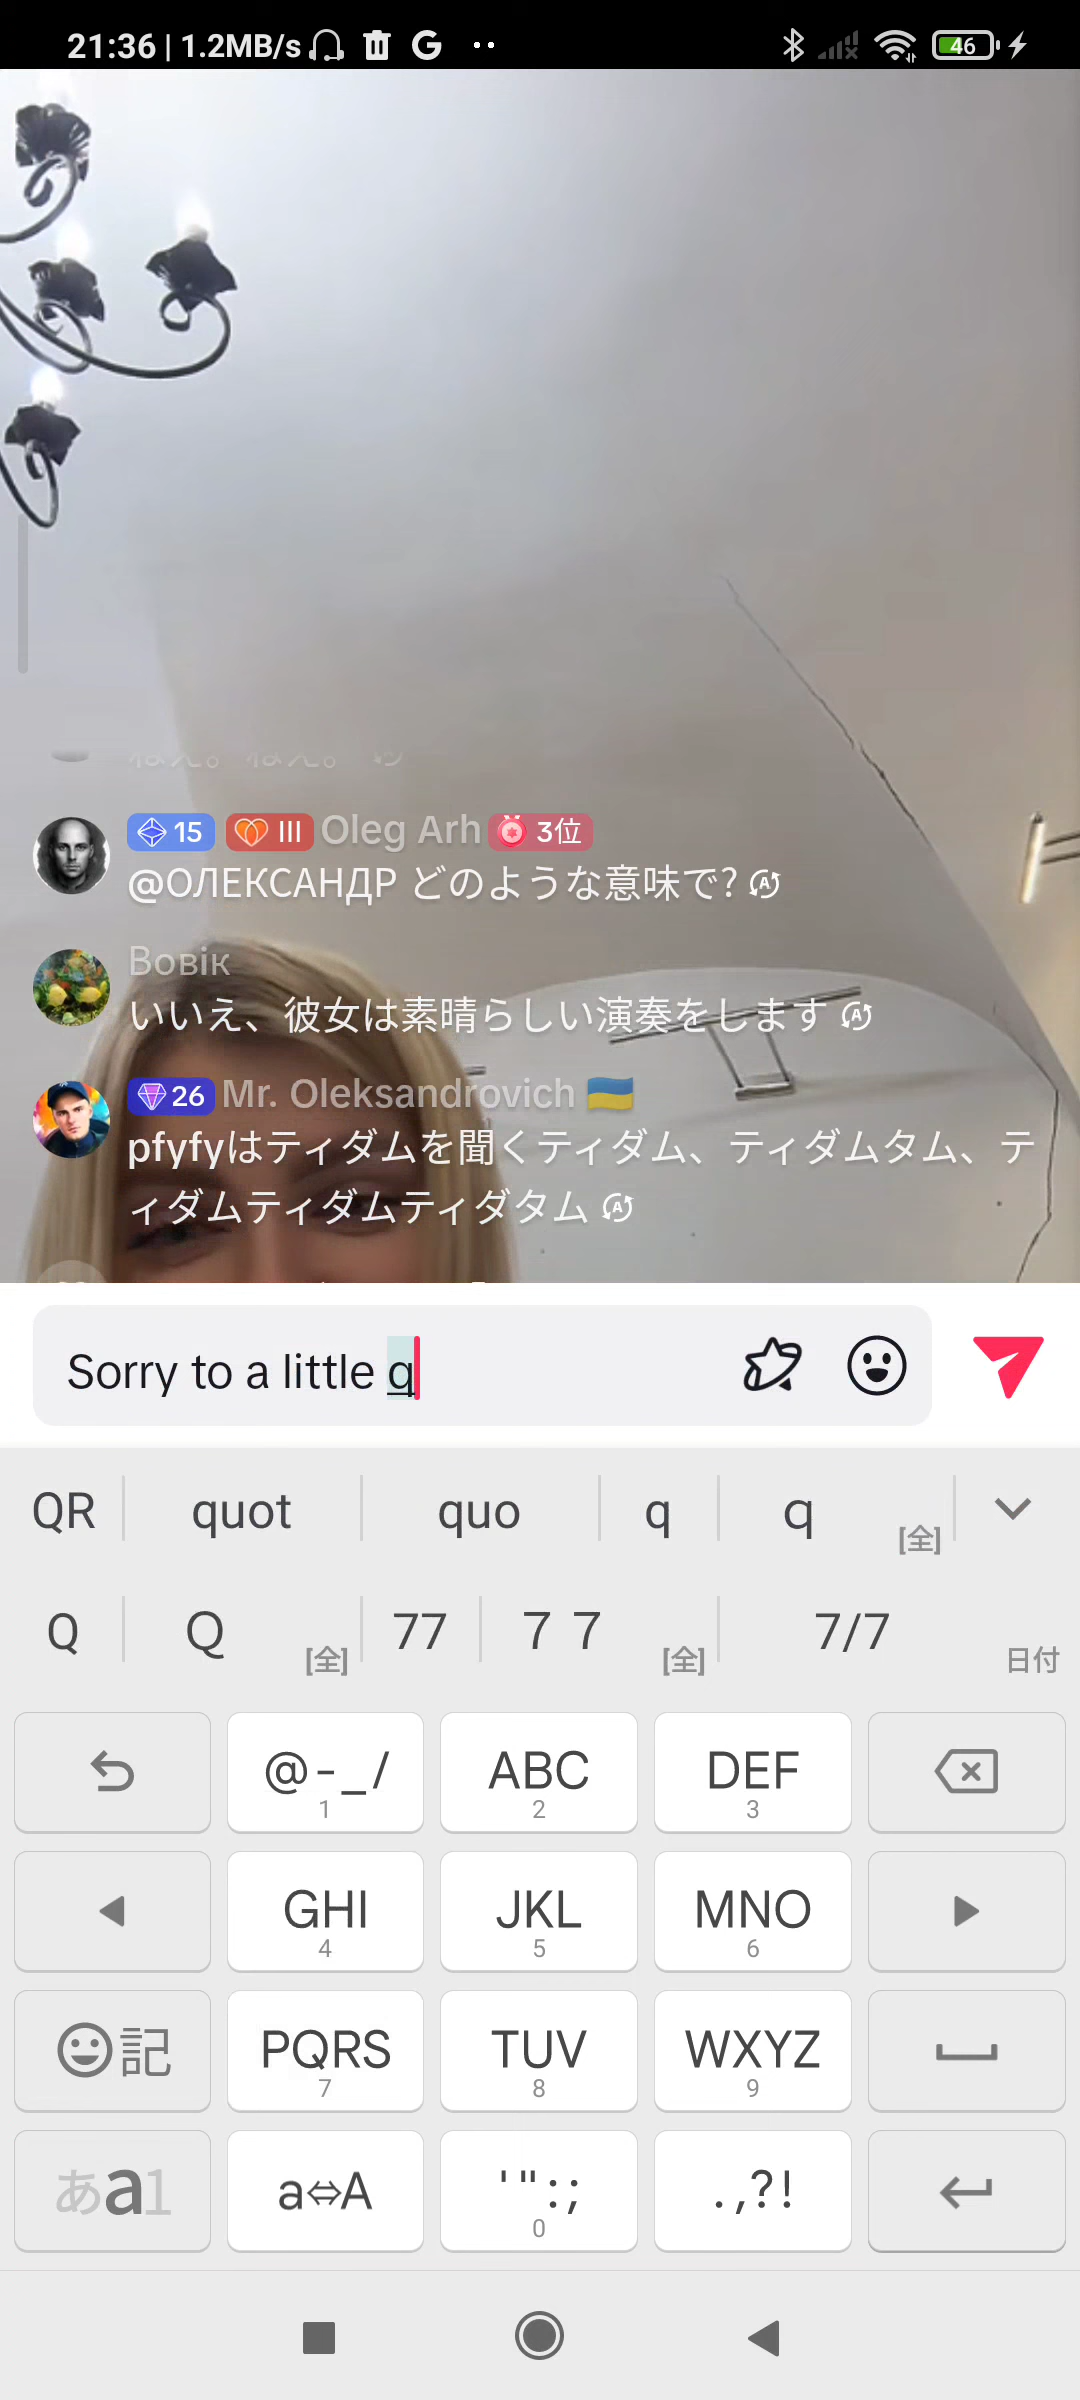 21:36 | 1.2MB/s
46
ねえ。ねえ。
15 III Oleg Arh 3位
@ОЛЕКСАНДР どのような意味で?
Вовік
いいえ、彼女は素晴らしい演奏をします
26 Mr. Oleksandrovich
pfyfyはティダムを聞くティダム、ティダムタム、テ
ィダムティダムティダタム
Sorry to a little q
QR quot quo q q [全]
Q Q [全] 77 7 7 [全] 7/7 日付
@-_/ ABC DEF
1 2 3
GHI JKL MNO
4 5 6
記 PQRS TUV WXYZ
7 8 9
あa1 a⇔A '":; .,?!
0